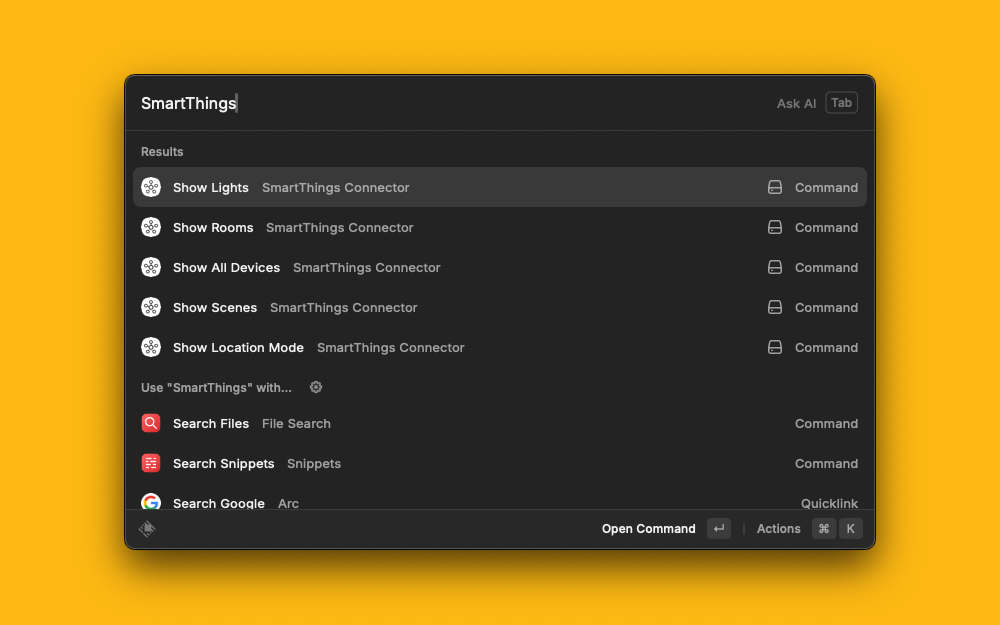 SmartThings Ask AI Tab
Results
Show Lights SmartThings Connector Command
Show Rooms SmartThings Connector Command
Show All Devices SmartThings Connector Command
Show Scenes SmartThings Connector Command
Show Location Mode SmartThings Connector Command
Use "SmartThings" with...
Search Files File Search Command
Search Snippets Snippets Command
Search Google Arc Quicklink
Open Command ↵ Actions ⌘ K